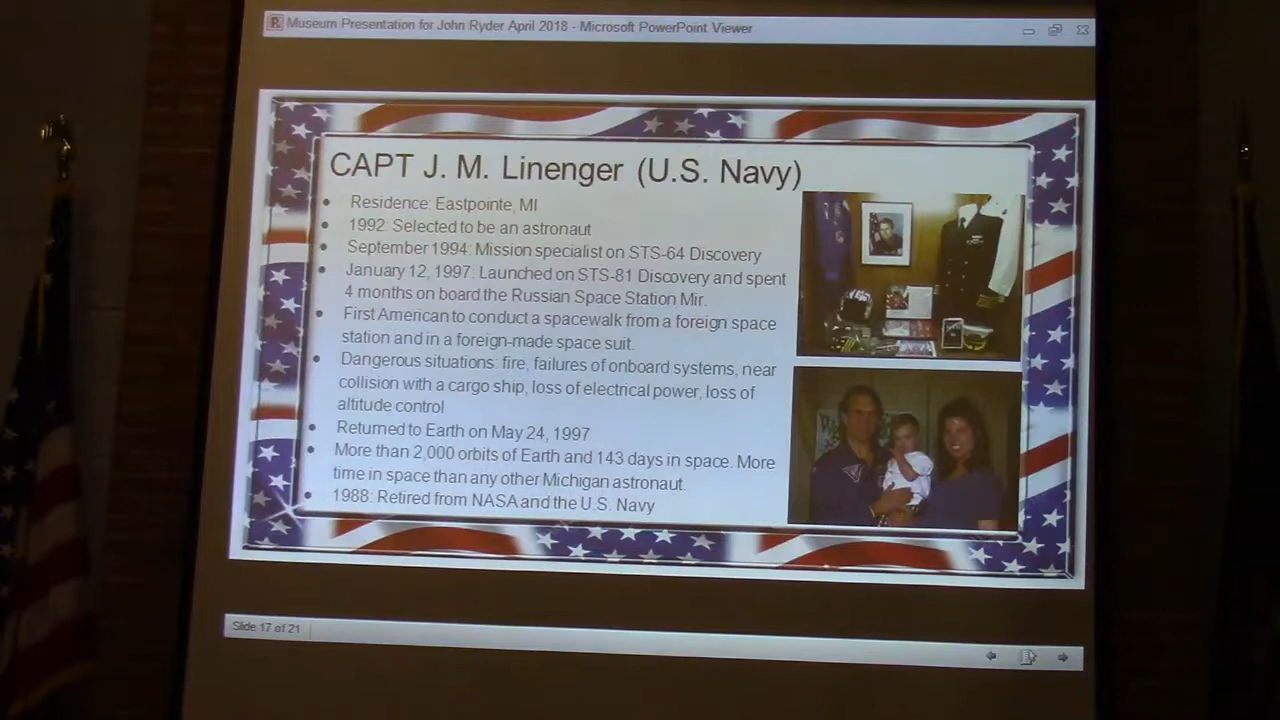 Museum Presentation for John Ryder April 2018 - Microsoft PowerPoint Viewer
CAPT J. M. Linenger (U.S. Navy)
• Residence: Eastpointe, MI
• 1992: Selected to be an astronaut
• September 1994: Mission specialist on STS-64 Discovery
• January 12, 1997: Launched on STS-81 Discovery and spent
4 months on board the Russian Space Station Mir.
• First American to conduct a spacewalk from a foreign space
station and in a foreign-made space suit.
• Dangerous situations: fire, failures of onboard systems, near
collision with a cargo ship, loss of electrical power, loss of
altitude control
• Returned to Earth on May 24, 1997
• More than 2,000 orbits of Earth and 143 days in space. More
time in space than any other Michigan astronaut.
• 1988: Retired from NASA and the U.S. Navy
Slide 17 of 21